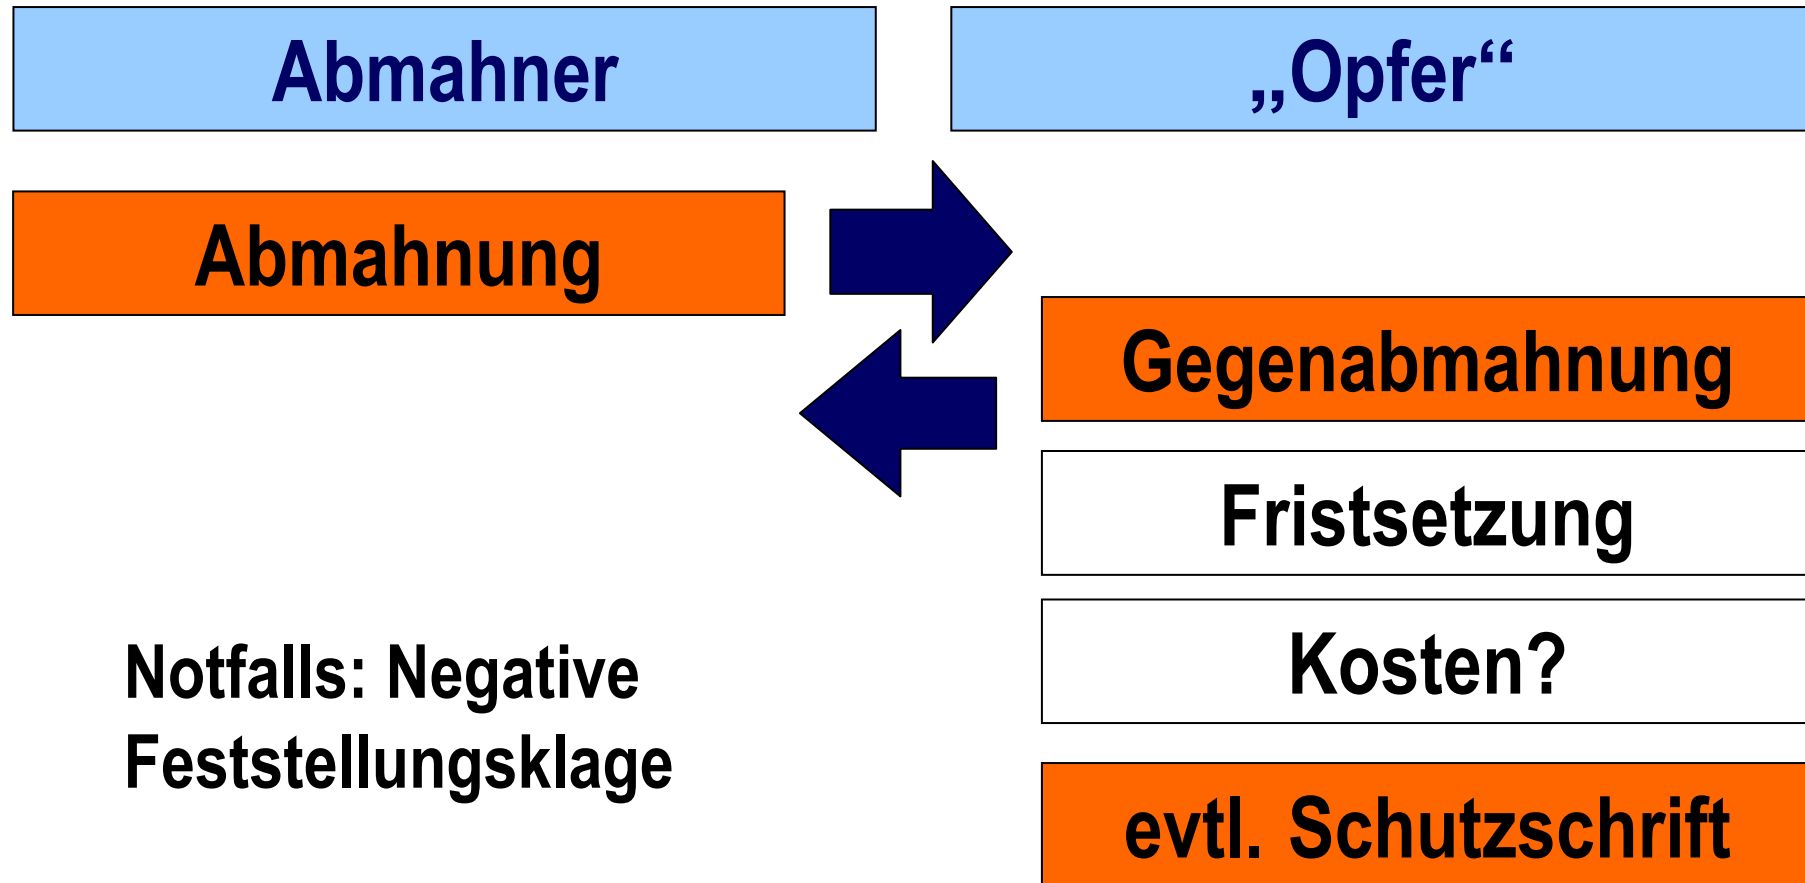 Abmahner
„Opfer“
Abmahnung
Gegenabmahnung
Fristsetzung
Kosten?
evtl. Schutzschrift
Notfalls: Negative
Feststellungsklage